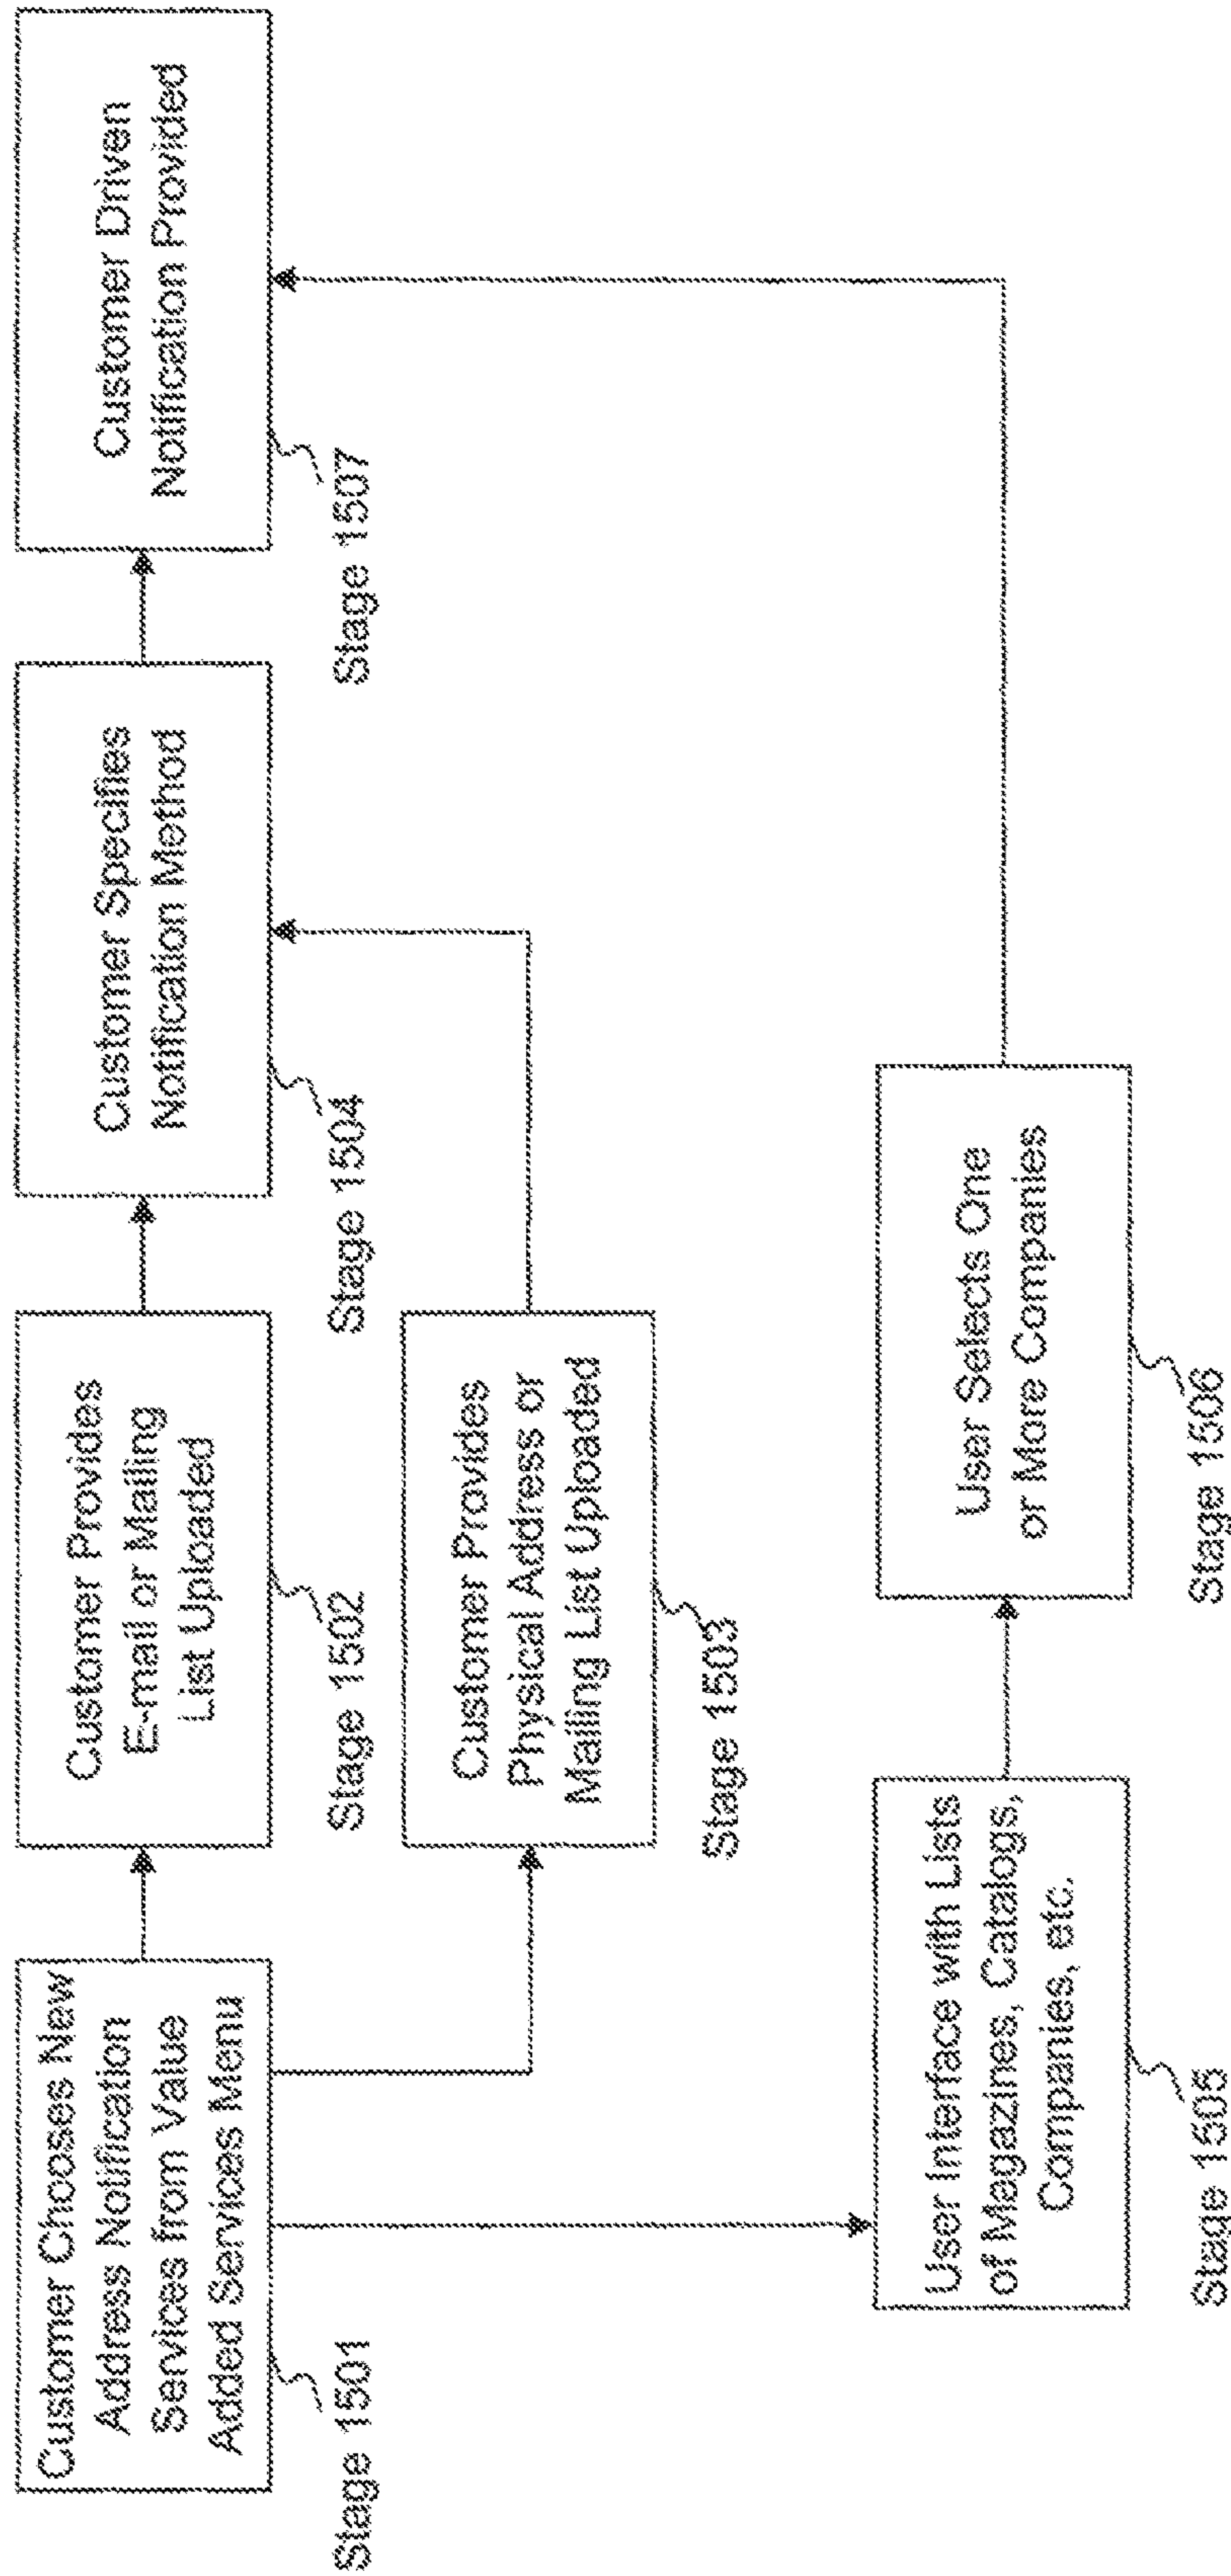 Customer Chooses New
Address Notification
Services from Value
Added Services Menu
Stage 1501
Customer Provides
E-mail or Mailing
List Uploaded
Stage 1502
Customer Specifies
Notification Method
Stage 1504
Customer Driven
Notification Provided
Stage 1507
Customer Provides
Physical Address or
Mailing List Uploaded
Stage 1503
User Interface with Lists
of Magazines, Catalogs,
Companies, etc.
Stage 1505
User Selects One
or More Companies
Stage 1506